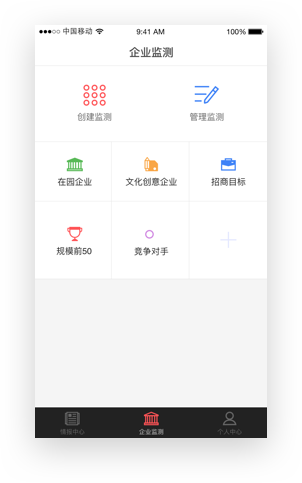 中国移动 9:41 AM 100%
企业监测
创建监测 管理监测
在园企业 文化创意企业 招商目标
规模前50 竞争对手
情报中心 企业监测 个人中心